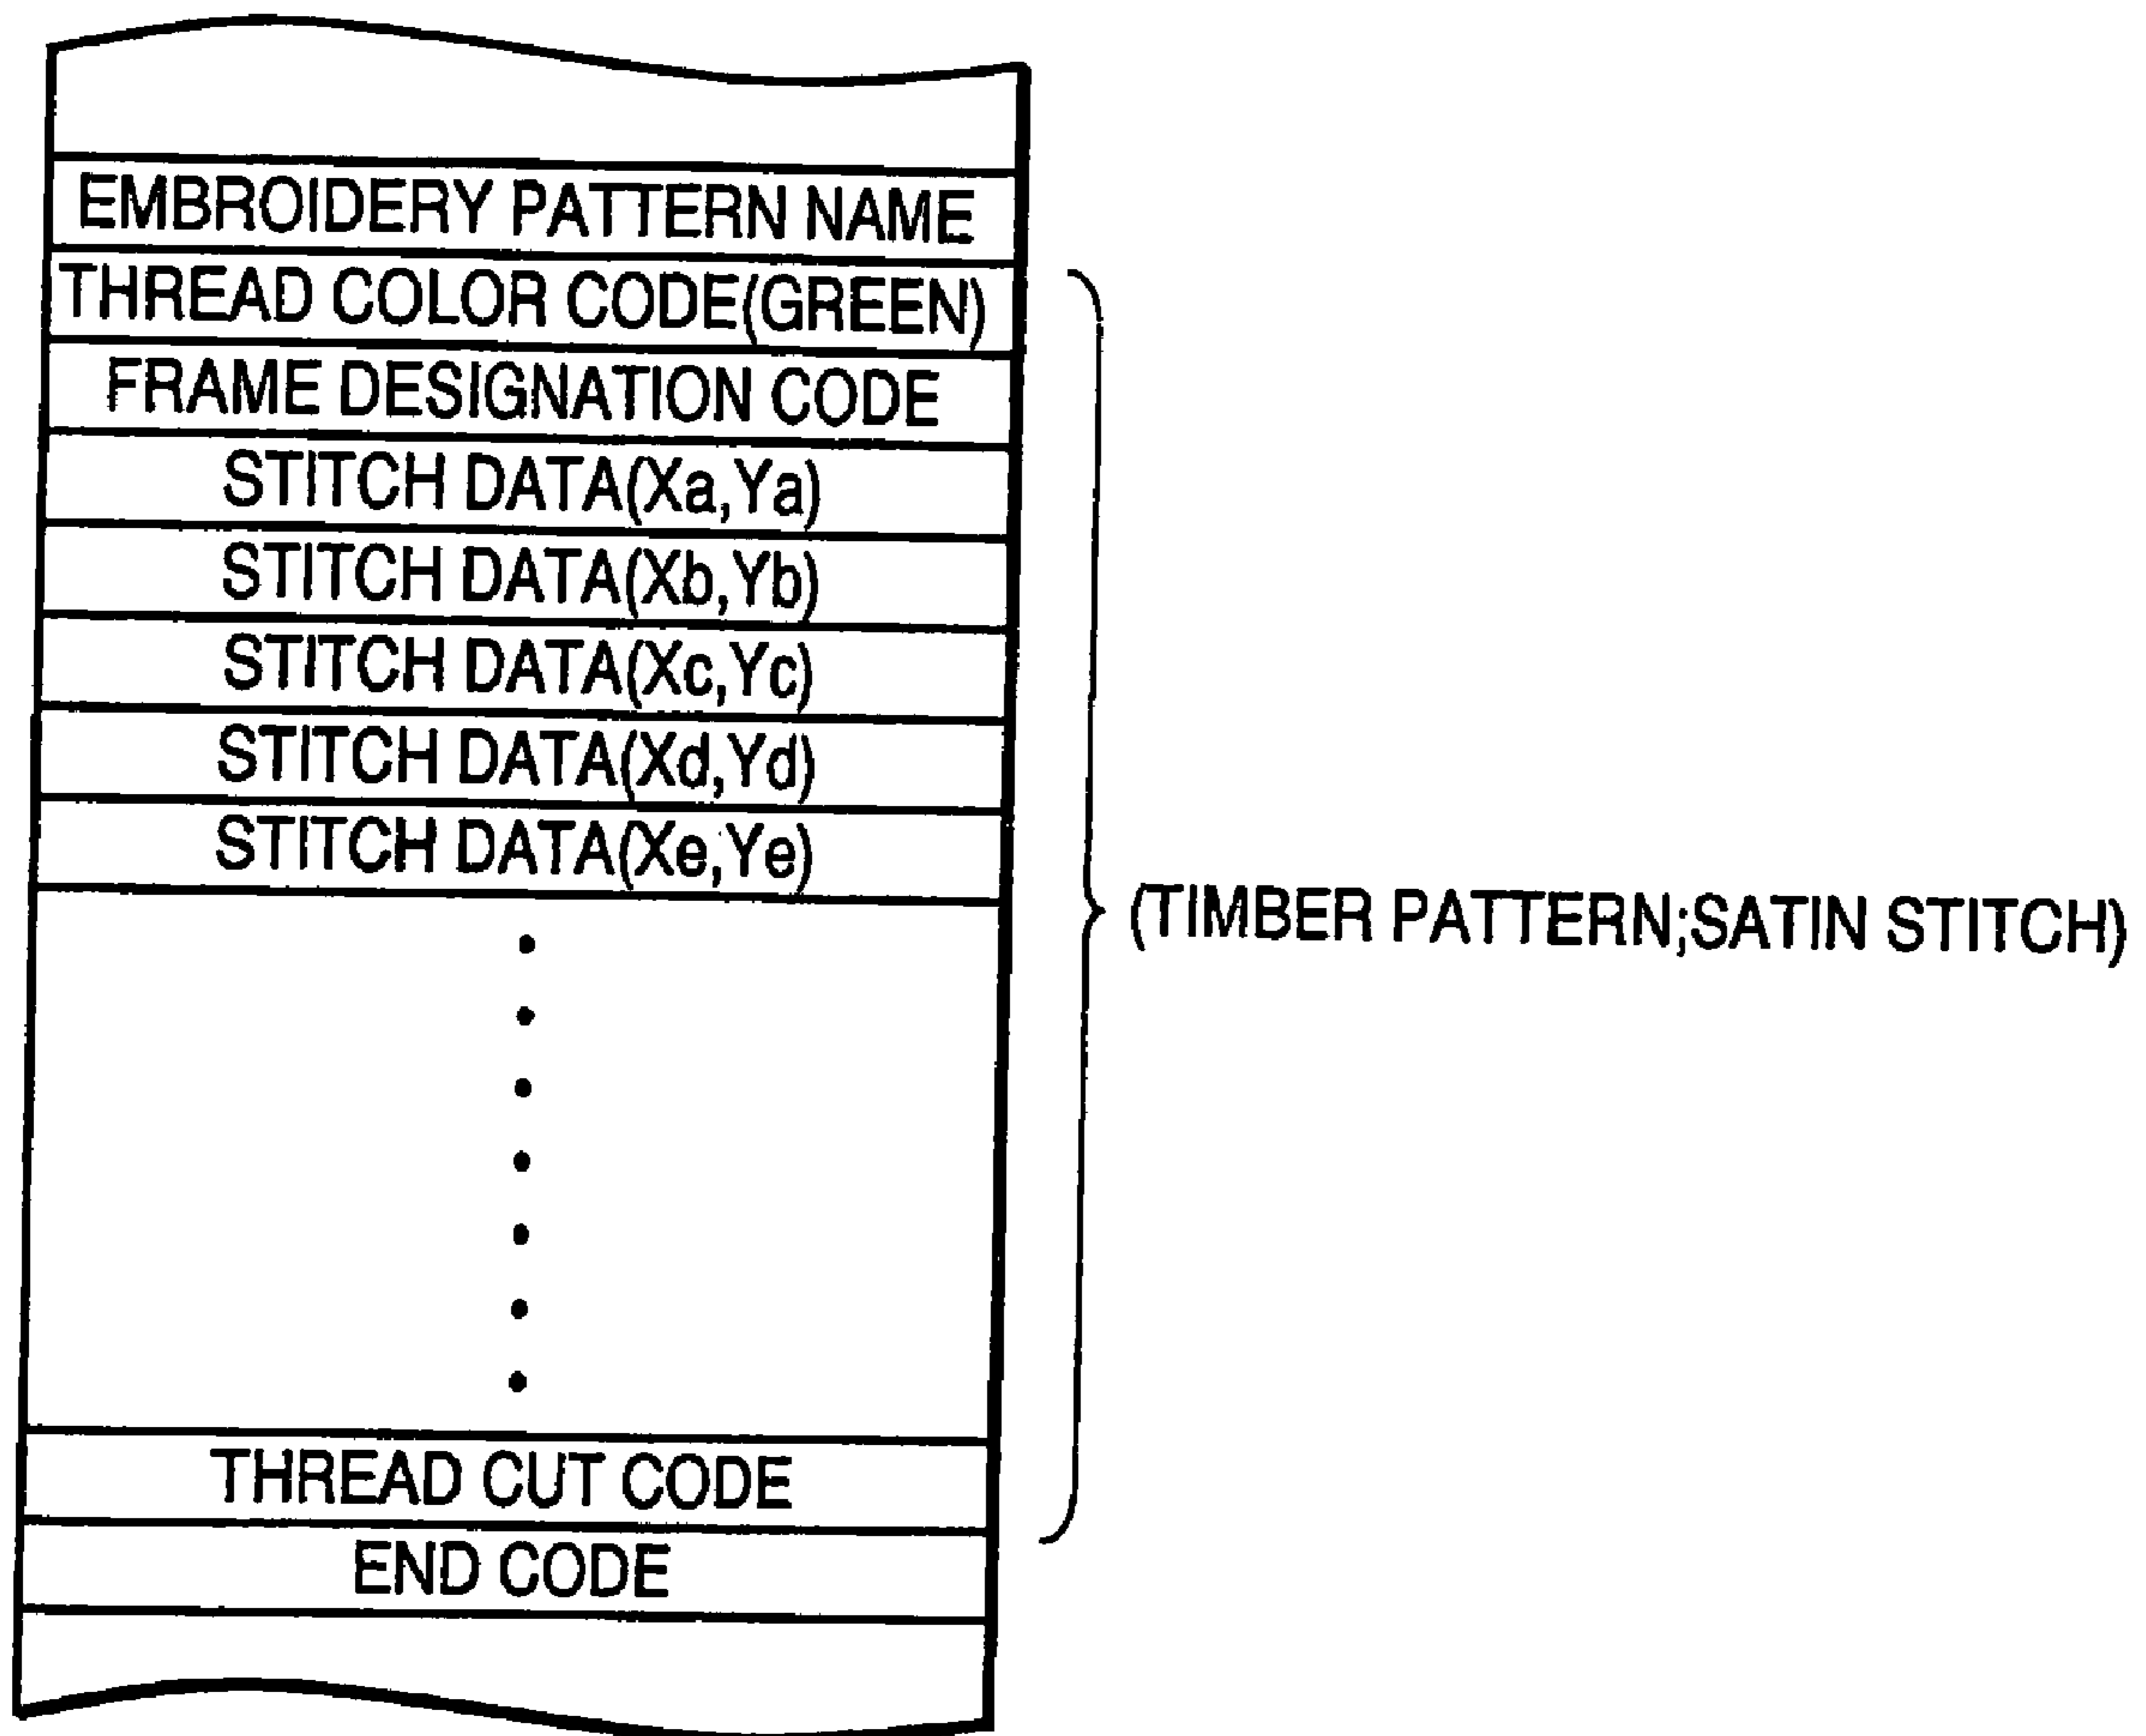 EMBROIDERY PATTERN NAME
THREAD COLOR CODE(GREEN)
FRAME DESIGNATION CODE
STITCH DATA(Xa,Ya)
STITCH DATA(Xb,Yb)
STITCH DATA(Xc,Yc)
STITCH DATA(Xd,Yd)
STITCH DATA(Xe,Ye)
(TIMBER PATTERN;SATIN STITCH)
THREAD CUT CODE
END CODE